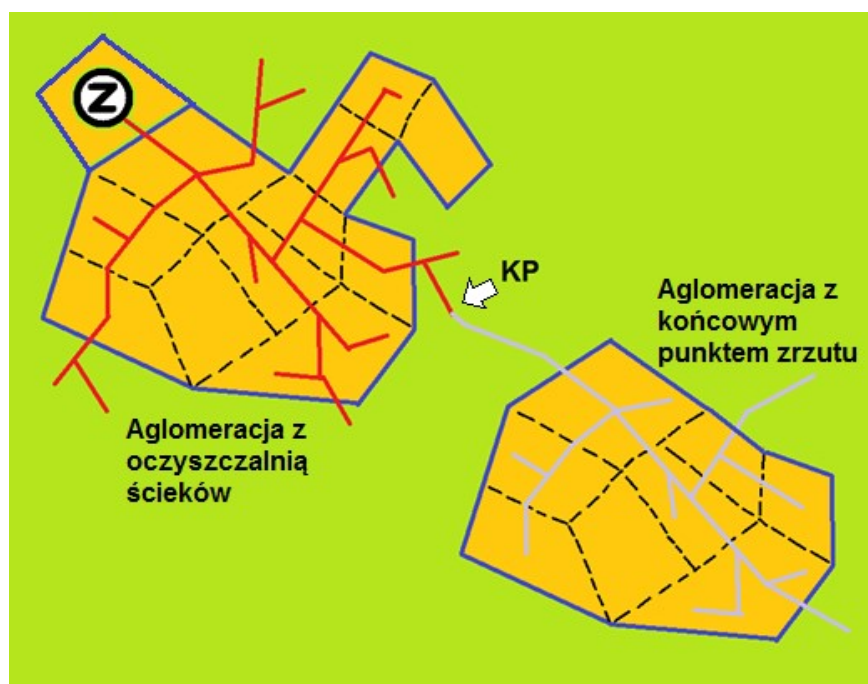 Z
KP
Aglomeracja z
końcowym
punktem zrzutu
Aglomeracja z
oczyszczalnią
ścieków